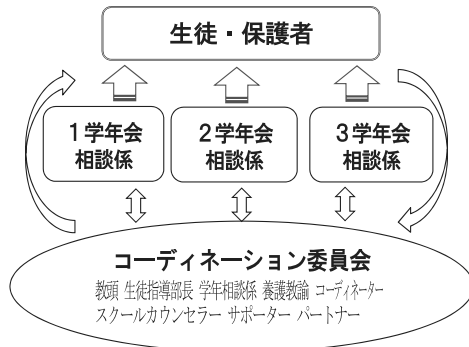 生徒・保護者
1学年会
相談係
2学年会
相談係
3学年会
相談係
コーディネーション委員会
教頭 生徒指導部長 学年相談係 養護教諭 コーディネーター
スクールカウンセラー サポーター パートナー